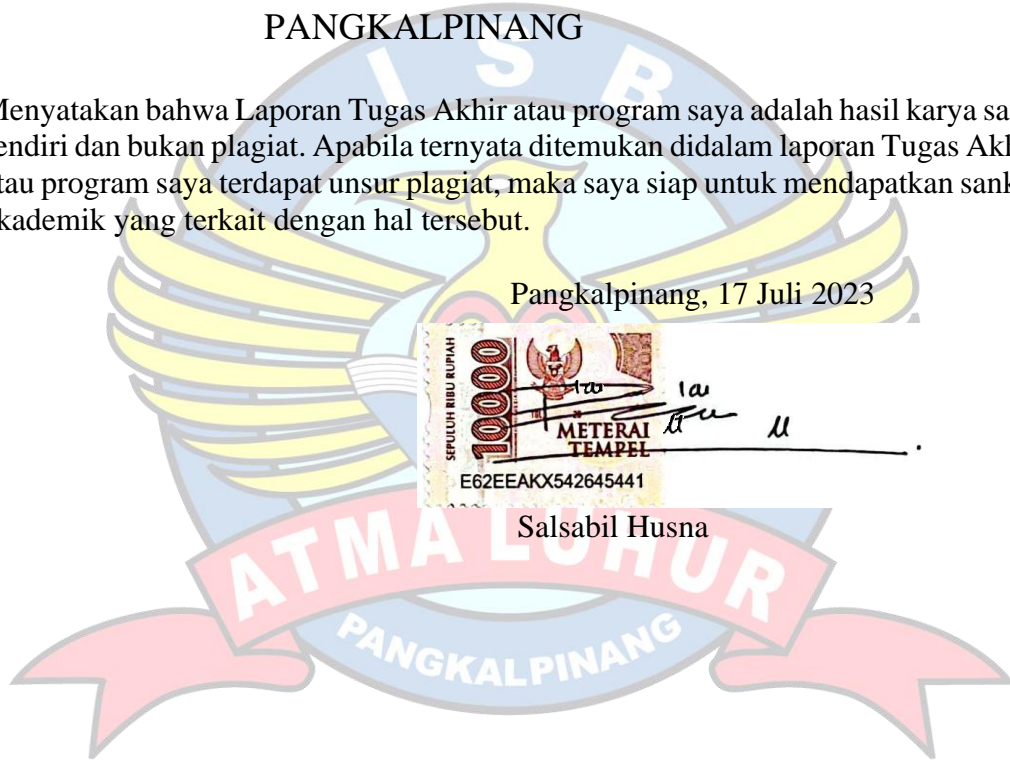 PANGKALPINANG
I S B
Menyatakan bahwa Laporan Tugas Akhir atau program saya adalah hasil karya sa
endiri dan bukan plagiat. Apabila ternyata ditemukan didalam laporan Tugas Akh
tau program saya terdapat unsur plagiat, maka saya siap untuk mendapatkan sank
kademik yang terkait dengan hal tersebut.
Pangkalpinang, 17 Juli 2023
SEPULUH RIBU RUPIAH
10000
METERAI
TEMPEL
E62EEAKX542645441
Salsabil Husna
ATMA LUHUR
PANGKALPINANG